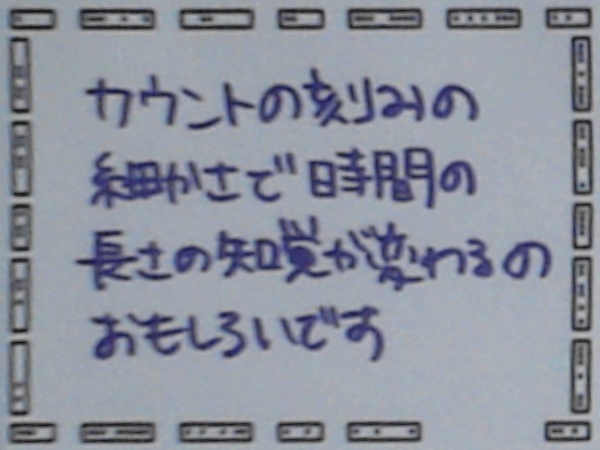 カウントの刻みの
細かさで時間の
長さの知覚が変わるの
おもしろいです